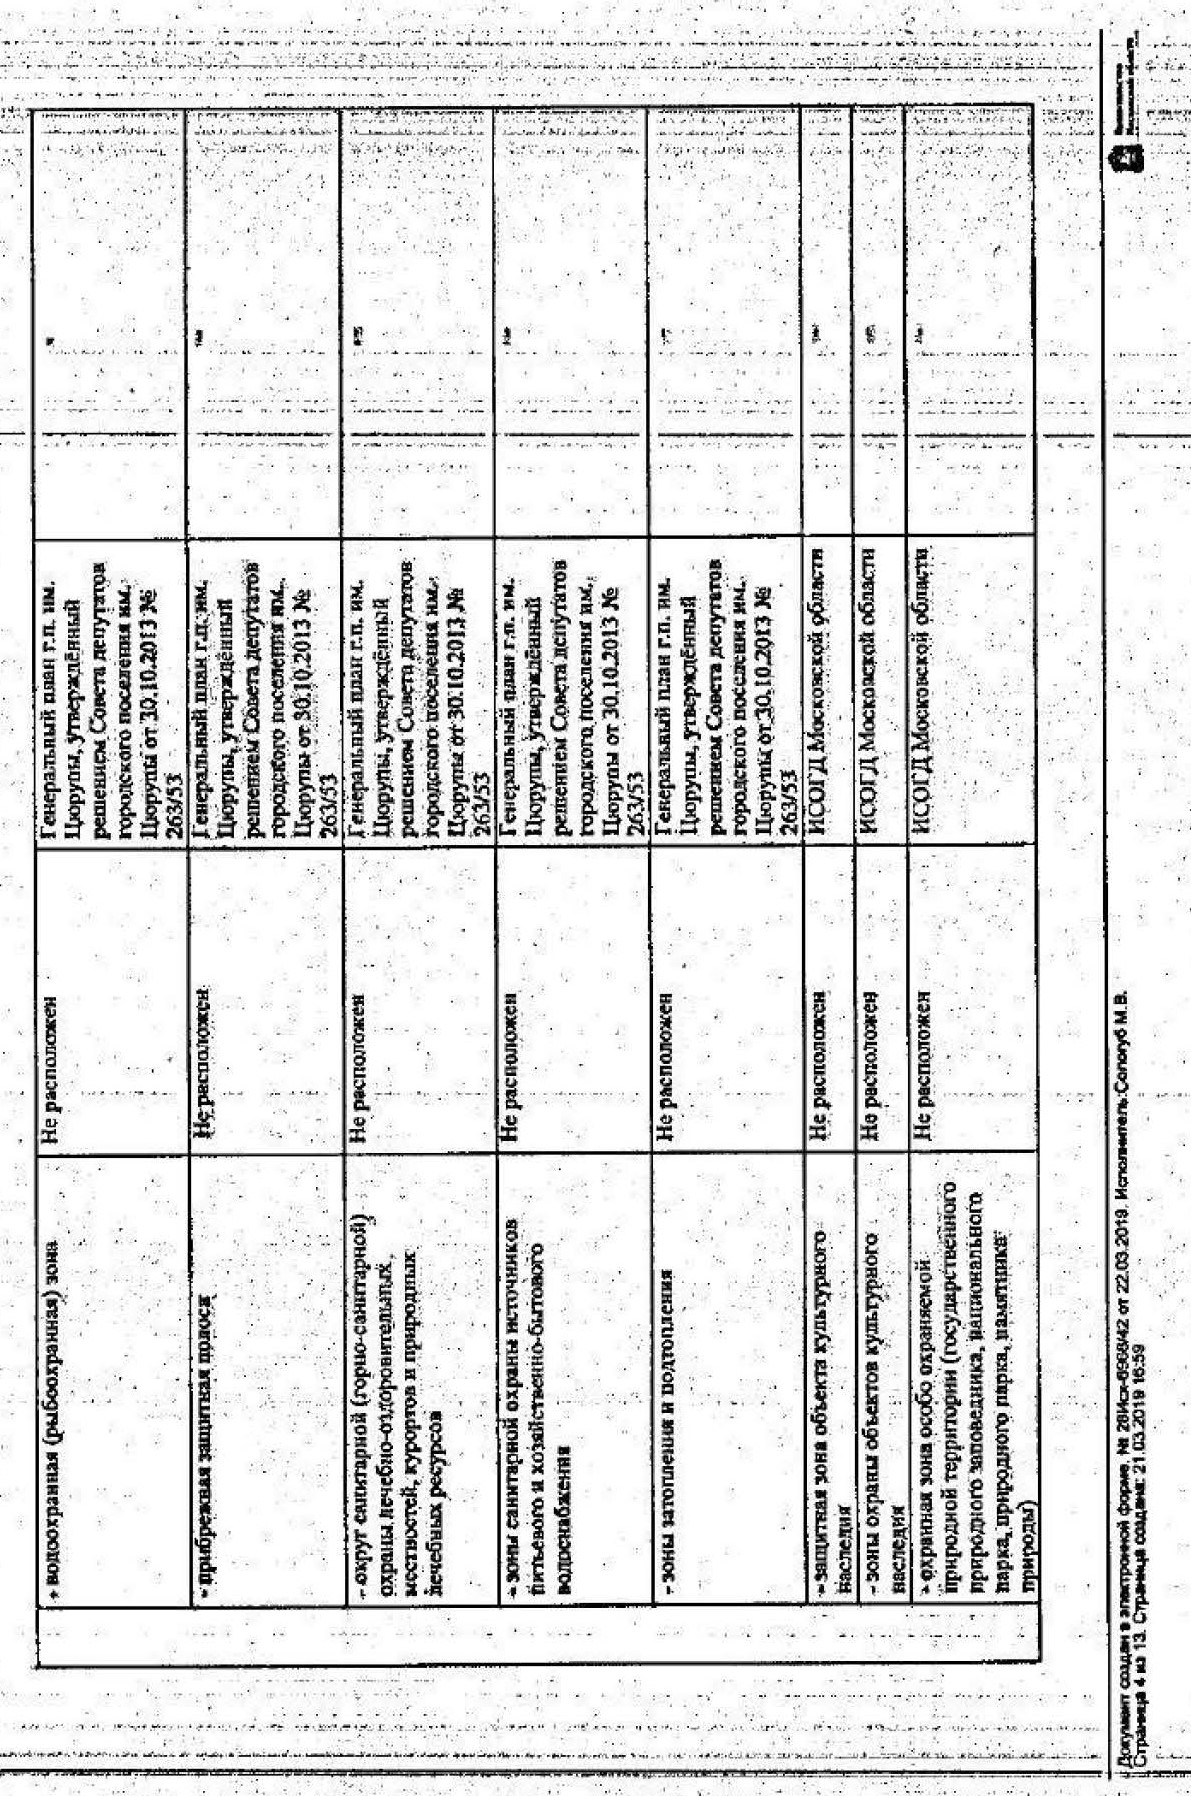 - водоохранная (рыбоохранная) зона
Не расположен
Генеральный план г.п. им.
Цюрупы, утверждённый
решением Совета депутатов
городского поселения им.
Цюрупы от 30.10.2013 №
263/53
-
- прибрежная защитная полоса
Не расположен
Генеральный план г.п. им.
Цюрупы, утверждённый
решением Совета депутатов
городского поселения им.
Цюрупы от 30.10.2013 №
263/53
-
- округ санитарной (горно-санитарной)
охраны лечебно-оздоровительных
местностей, курортов и природных
лечебных ресурсов
Не расположен
Генеральный план г.п. им.
Цюрупы, утверждённый
решением Совета депутатов
городского поселения им.
Цюрупы от 30.10.2013 №
263/53
-
- зоны санитарной охраны источников
питьевого и хозяйственно-бытового
водоснабжения
Не расположен
Генеральный план г.п. им.
Цюрупы, утверждённый
решением Совета депутатов
городского поселения им.
Цюрупы от 30.10.2013 №
263/53
-
- зоны затопления и подтопления
Не расположен
Генеральный план г.п. им.
Цюрупы, утверждённый
решением Совета депутатов
городского поселения им.
Цюрупы от 30.10.2013 №
263/53
-
- защитная зона объекта культурного
наследия
Не расположен
ИСОГД Московской области
-
- зоны охраны объектов культурного
наследия
Не расположен
ИСОГД Московской области
-
- охранная зона особо охраняемой
природной территории (государственного
природного заповедника, национального
парка, природного парка, памятника
природы)
Не расположен
ИСОГД Московской области
-
Документ создан в электронной форме. № 28Исх-6968/42 от 22.03.2019. Исполнитель:Сологуб М.В.
Страница 4 из 13. Страница создана: 21.03.2019 16:59